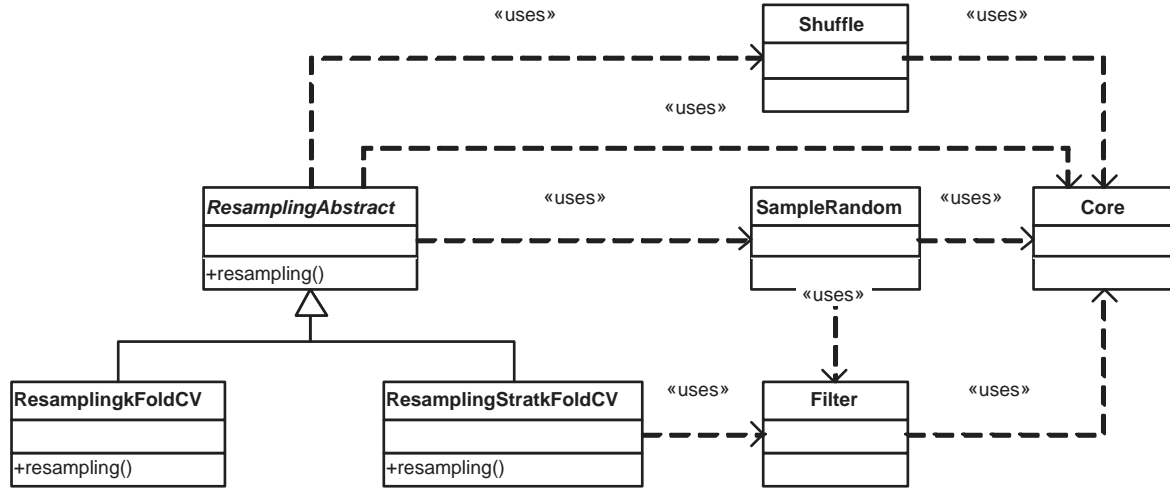 «uses»
«uses»
Shuffle
«uses»
ResamplingAbstract
«uses»
SampleRandom
«uses»
Core
+resampling()
«uses»
ResamplingkFoldCV
ResamplingStratkFoldCV
«uses»
Filter
«uses»
+resampling()
+resampling()